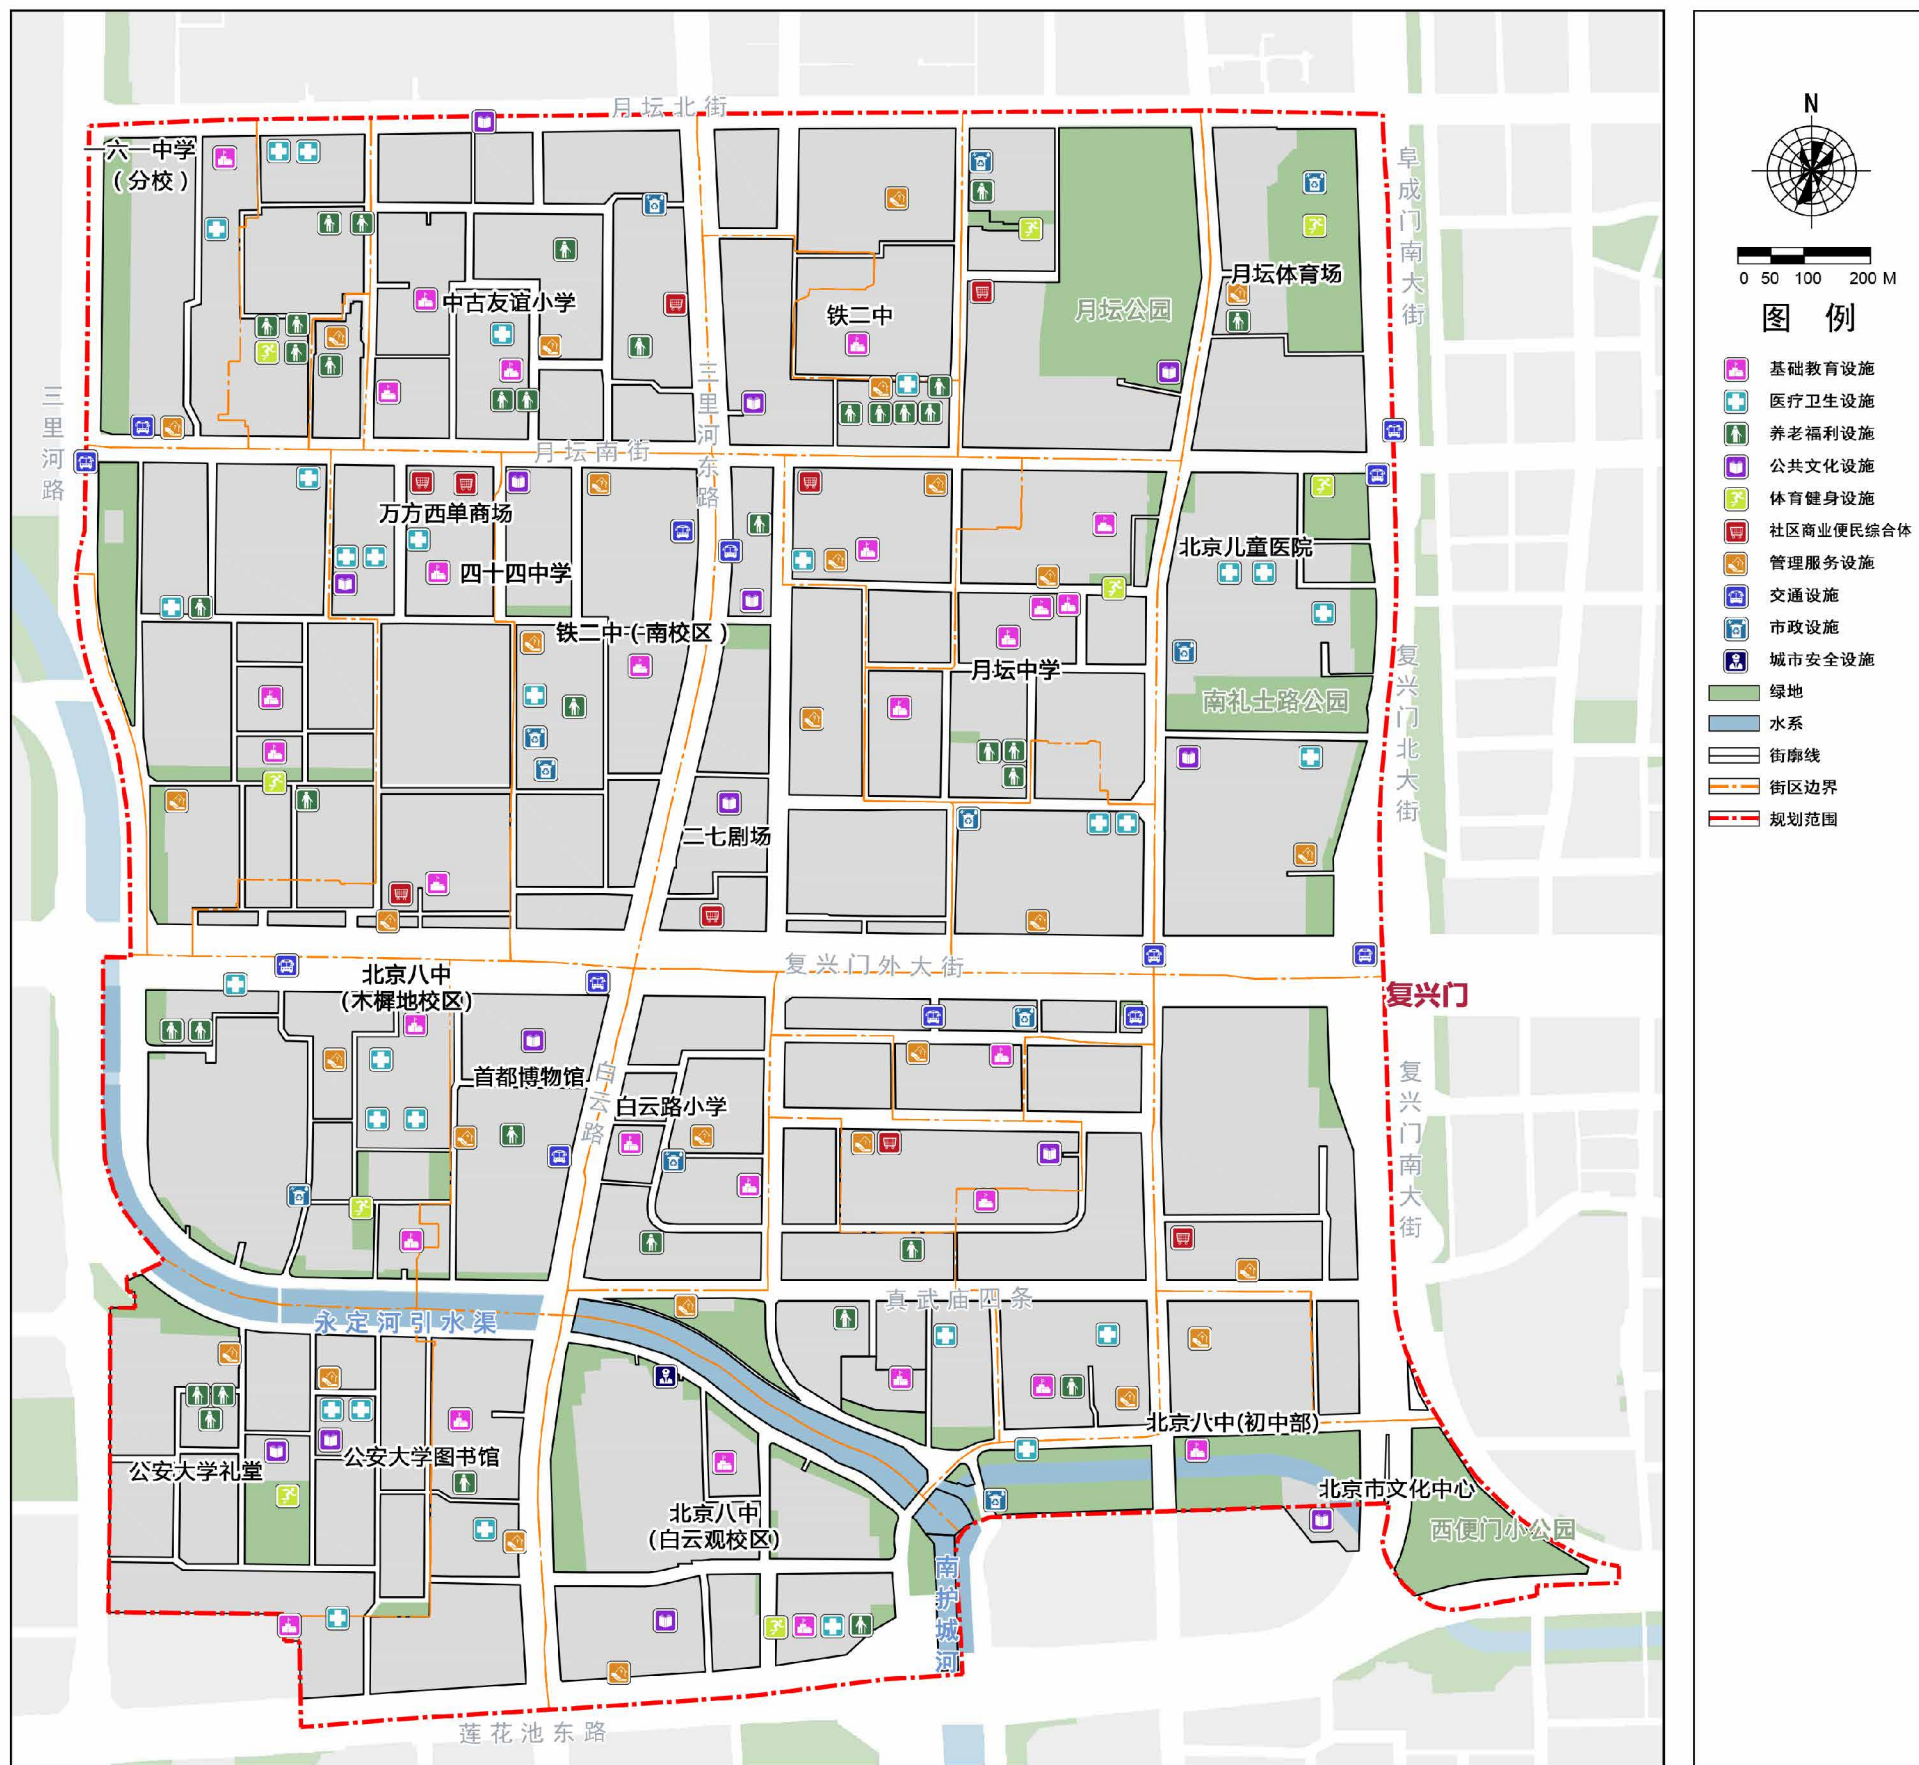 月坛北街
一六一中学
（分校）
阜成门南大街
月坛体育场
中古友谊小学
铁二中
月坛公园
三里河路
三里河东路
月坛南街
万方西单商场
四十四中学
北京儿童医院
铁二中（南校区）
月坛中学
南礼士路公园
复兴门北大街
二七剧场
复兴门外大街
北京八中
（木樨地校区）
复兴门
首都博物馆
白云路
白云路小学
复兴门南大街
永定河引水渠
真武庙四条
北京八中(初中部)
公安大学礼堂
公安大学图书馆
北京市文化中心
北京八中
（白云观校区）
西便门小公园
南护城河
莲花池东路
N
0 50 100 200 M
图 例
基础教育设施
医疗卫生设施
养老福利设施
公共文化设施
体育健身设施
社区商业便民综合体
管理服务设施
交通设施
市政设施
城市安全设施
绿地
水系
街廓线
街区边界
规划范围